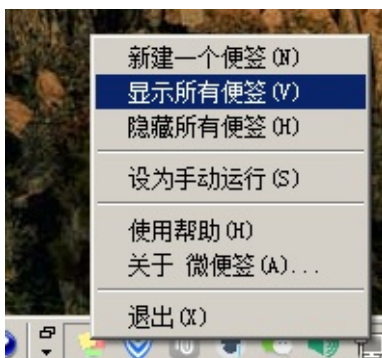 新建一个便签(N)
显示所有便签(V)
隐藏所有便签(H)
设为手动运行(S)
使用帮助(H)
关于 微便签(A)...
退出(X)